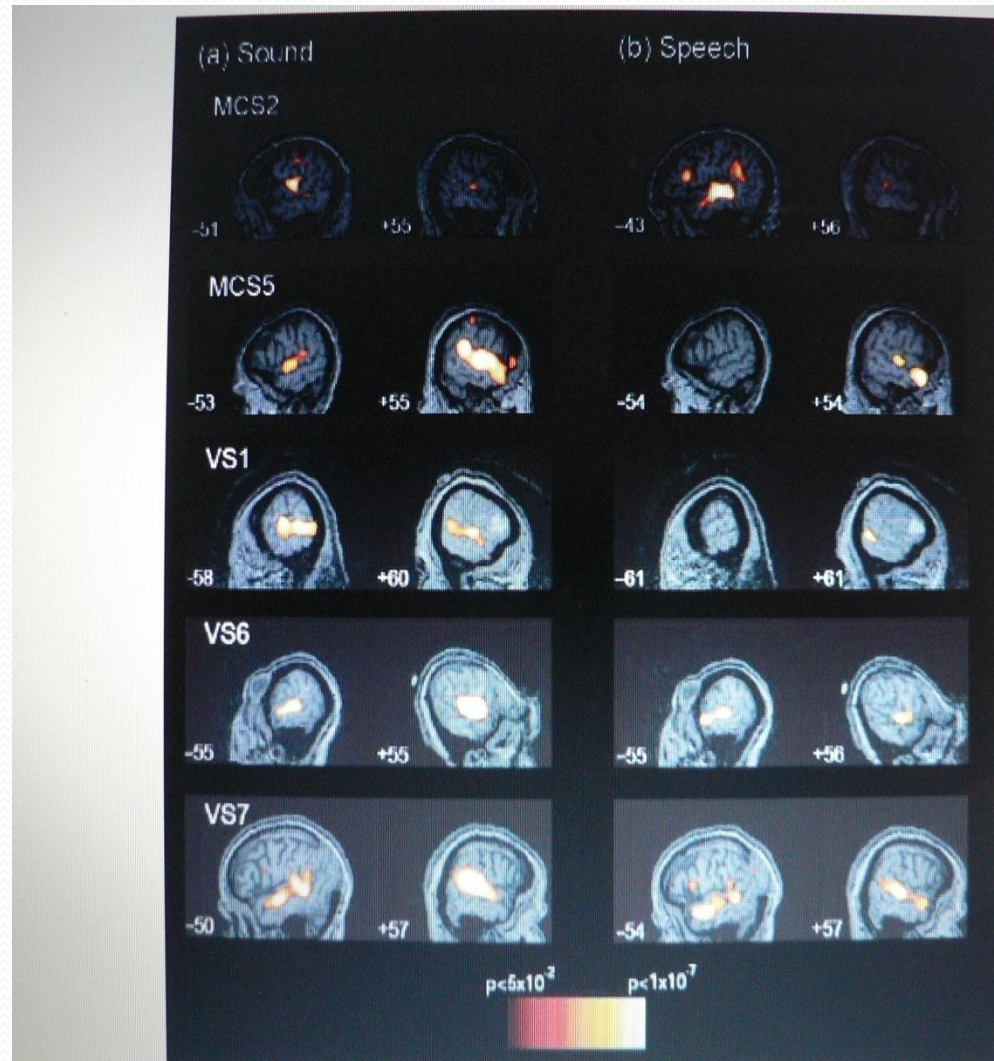 (a) Sound (b) Speech
MCS2
-51 +55 -43 +56
MCS5
-53 +55 -54 +54
VS1
-58 +60 -61 +61
VS6
-55 +55 -55 +56
VS7
-50 +57 -54 +57
p<5x10⁻² p<1x10⁻⁷